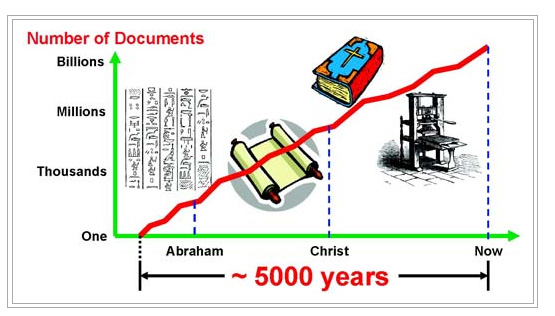 Number of Documents
Billions
Millions
Thousands
One
Abraham
Christ
Now
~ 5000 years